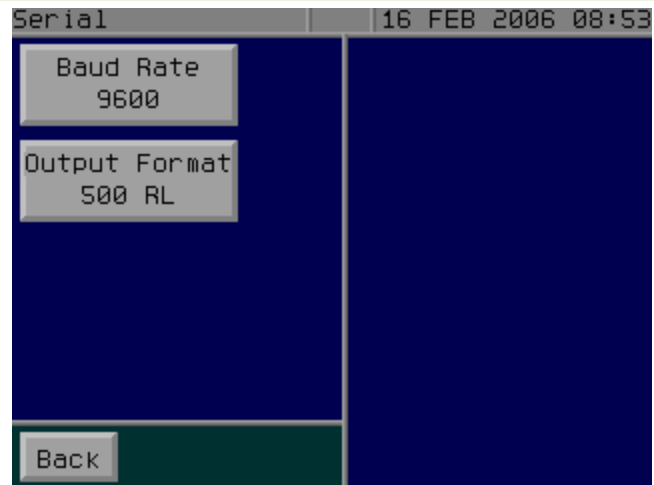 Serial
16 FEB 2006 08:53
Baud Rate
9600
Output Format
500 RL
Back